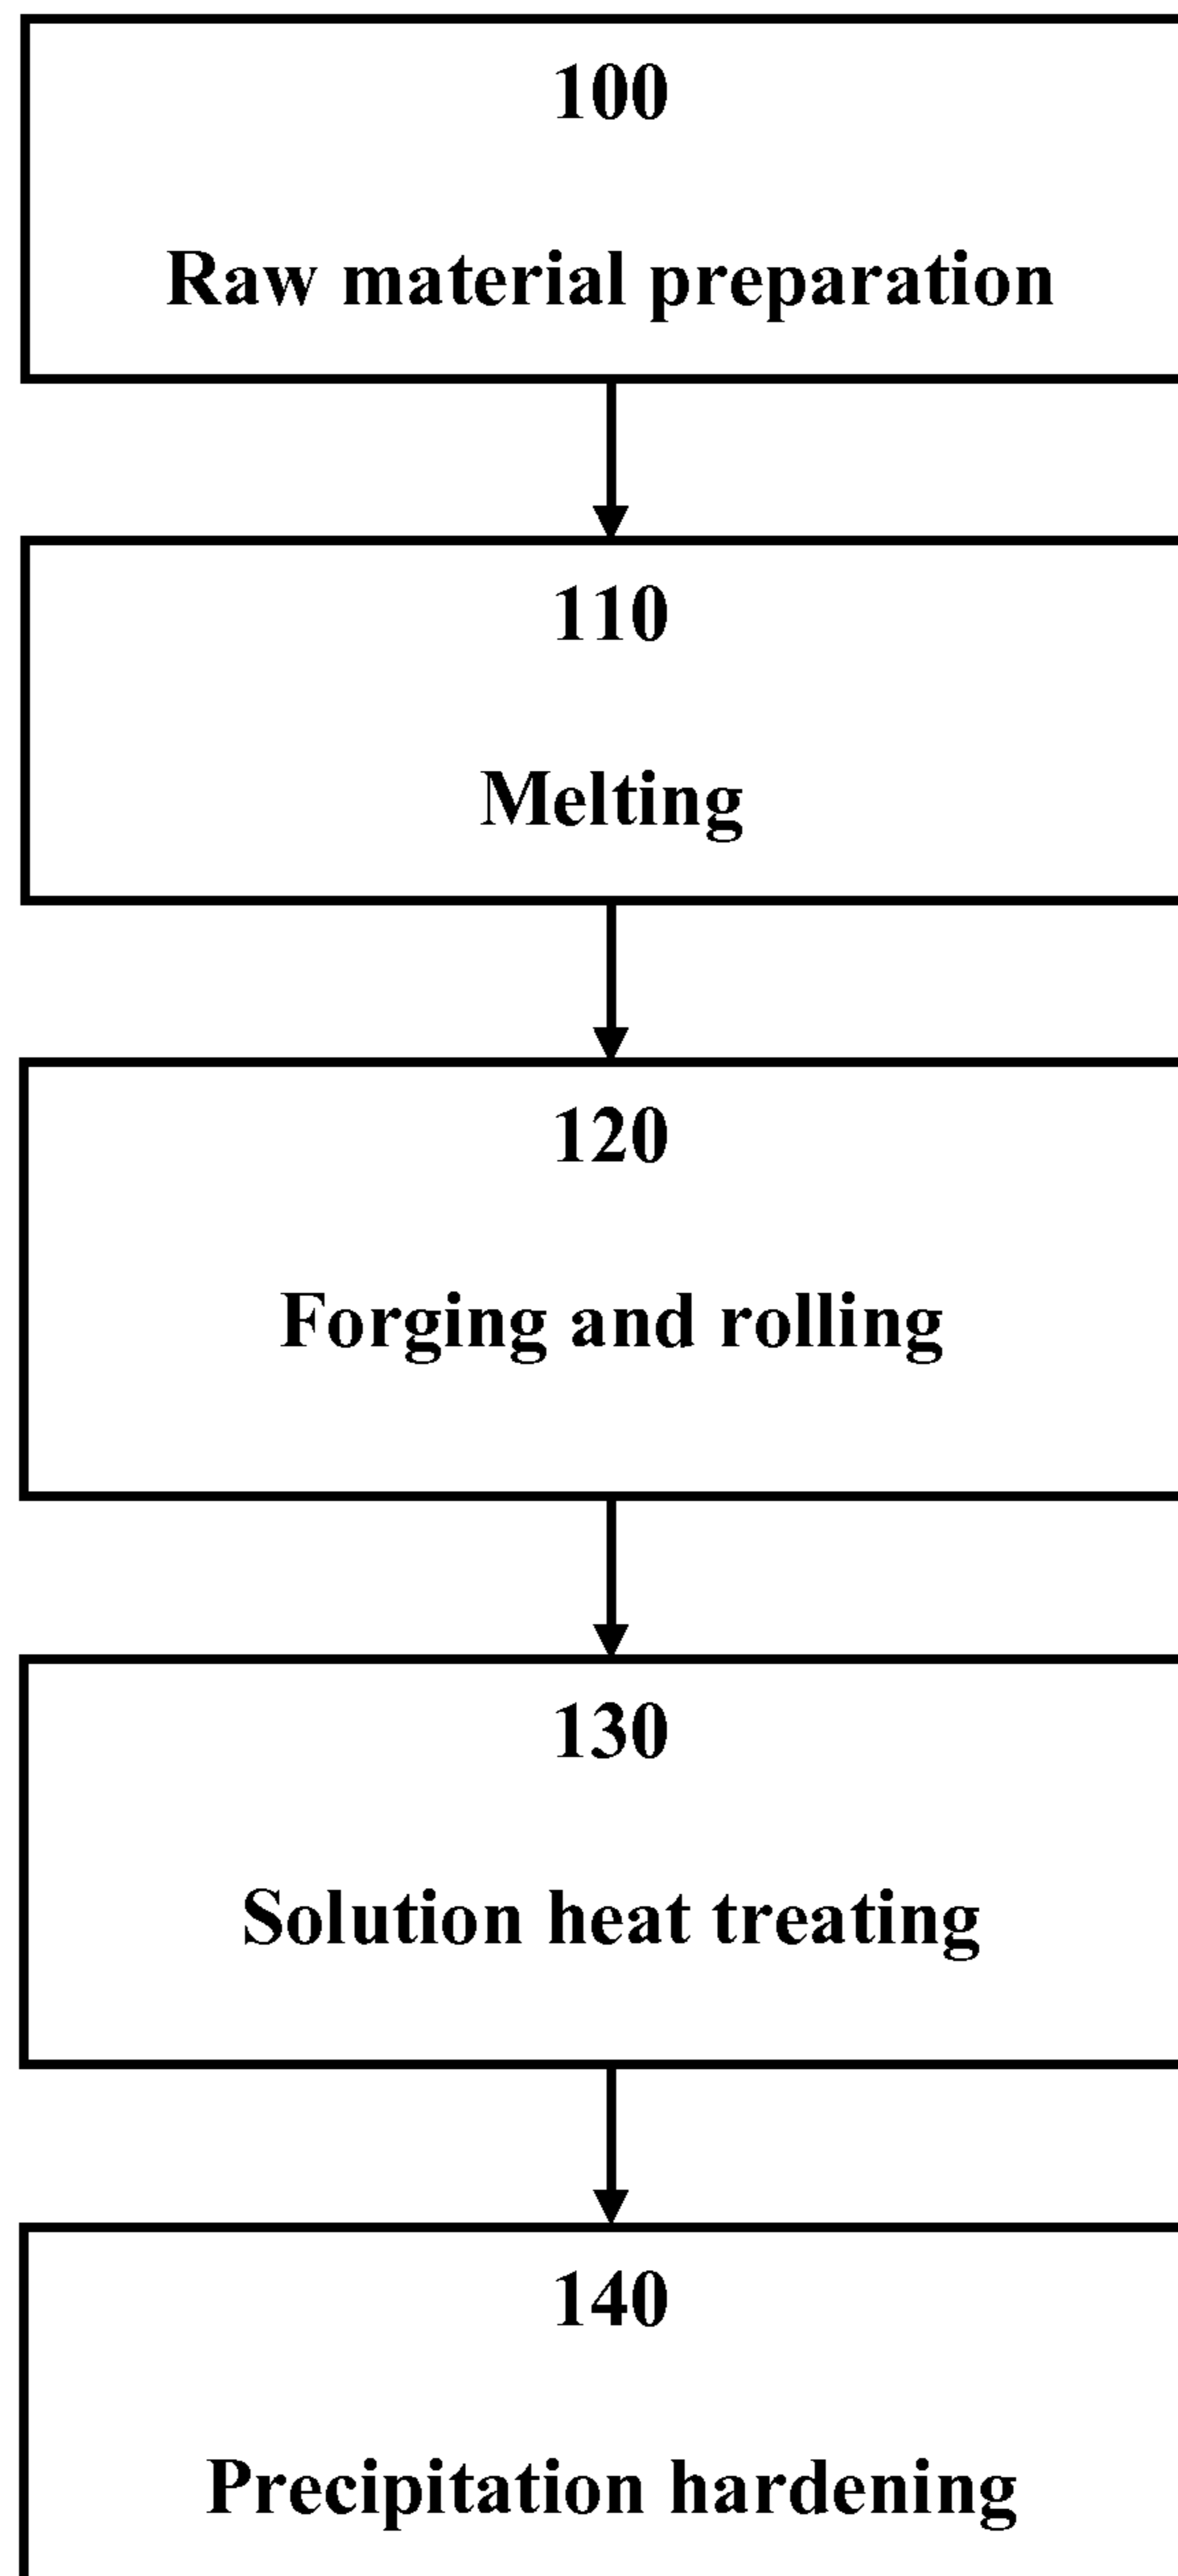 100
Raw material preparation
110
Melting
120
Forging and rolling
130
Solution heat treating
140
Precipitation hardening